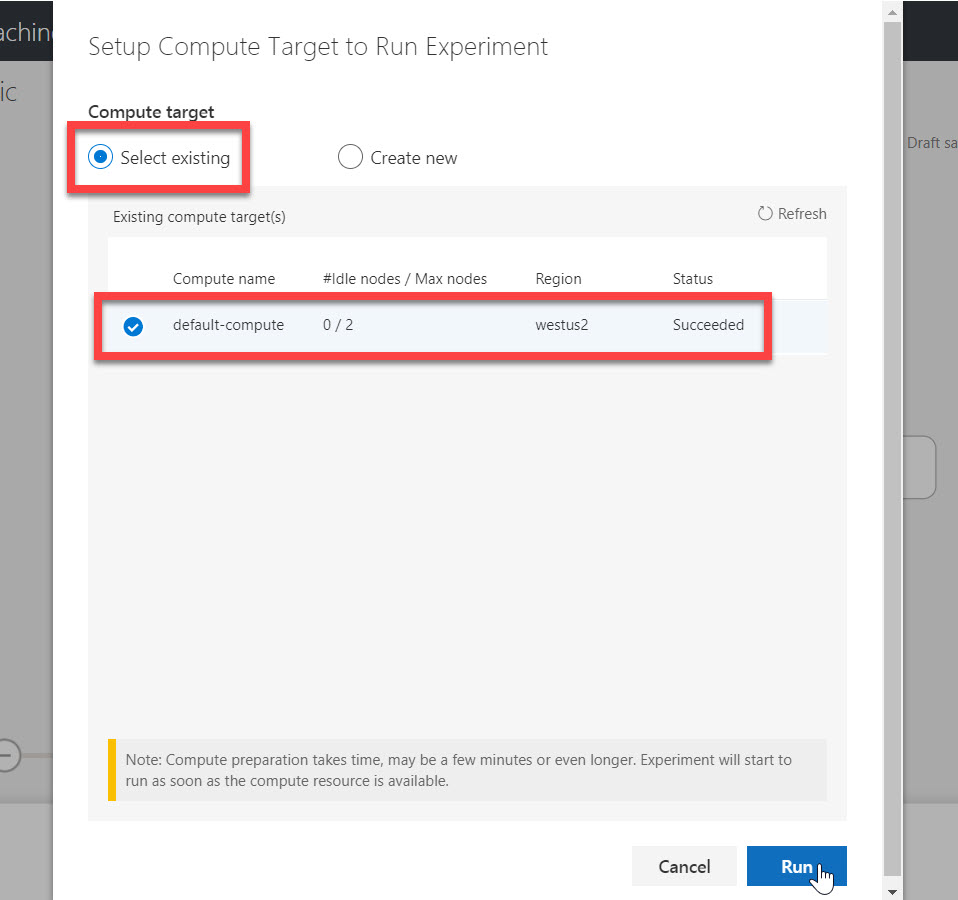 Setup Compute Target to Run Experiment
Compute target
Select existing
Create new
Draft sa
Existing compute target(s)
Refresh
Compute name #Idle nodes / Max nodes Region Status
default-compute 0 / 2 westus2 Succeeded
Note: Compute preparation takes time, may be a few minutes or even longer. Experiment will start to
run as soon as the compute resource is available.
Cancel
Run